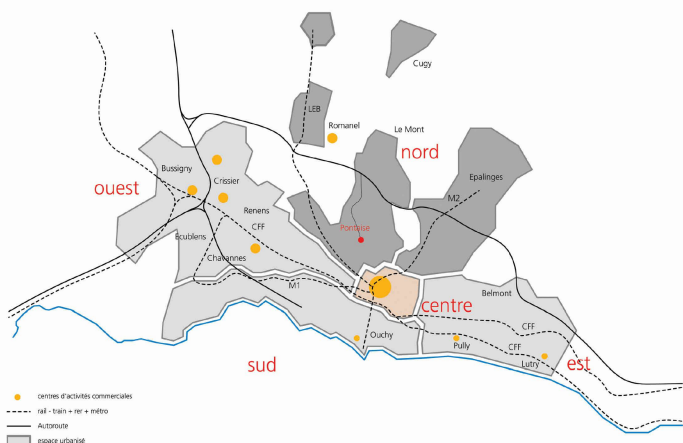 Cugy
LEB
Romanel
Le Mont
nord
Bussigny
Crissier
Epalinges
ouest
M2
Renens
CFF
Pontaise
Ecublens
Chavannes
M1
Belmont
centre
CFF
Ouchy
CFF
Pully
sud
Lutry
est
centres d'activités commerciales
rail - train + rer + métro
Autoroute
espace urbanisé